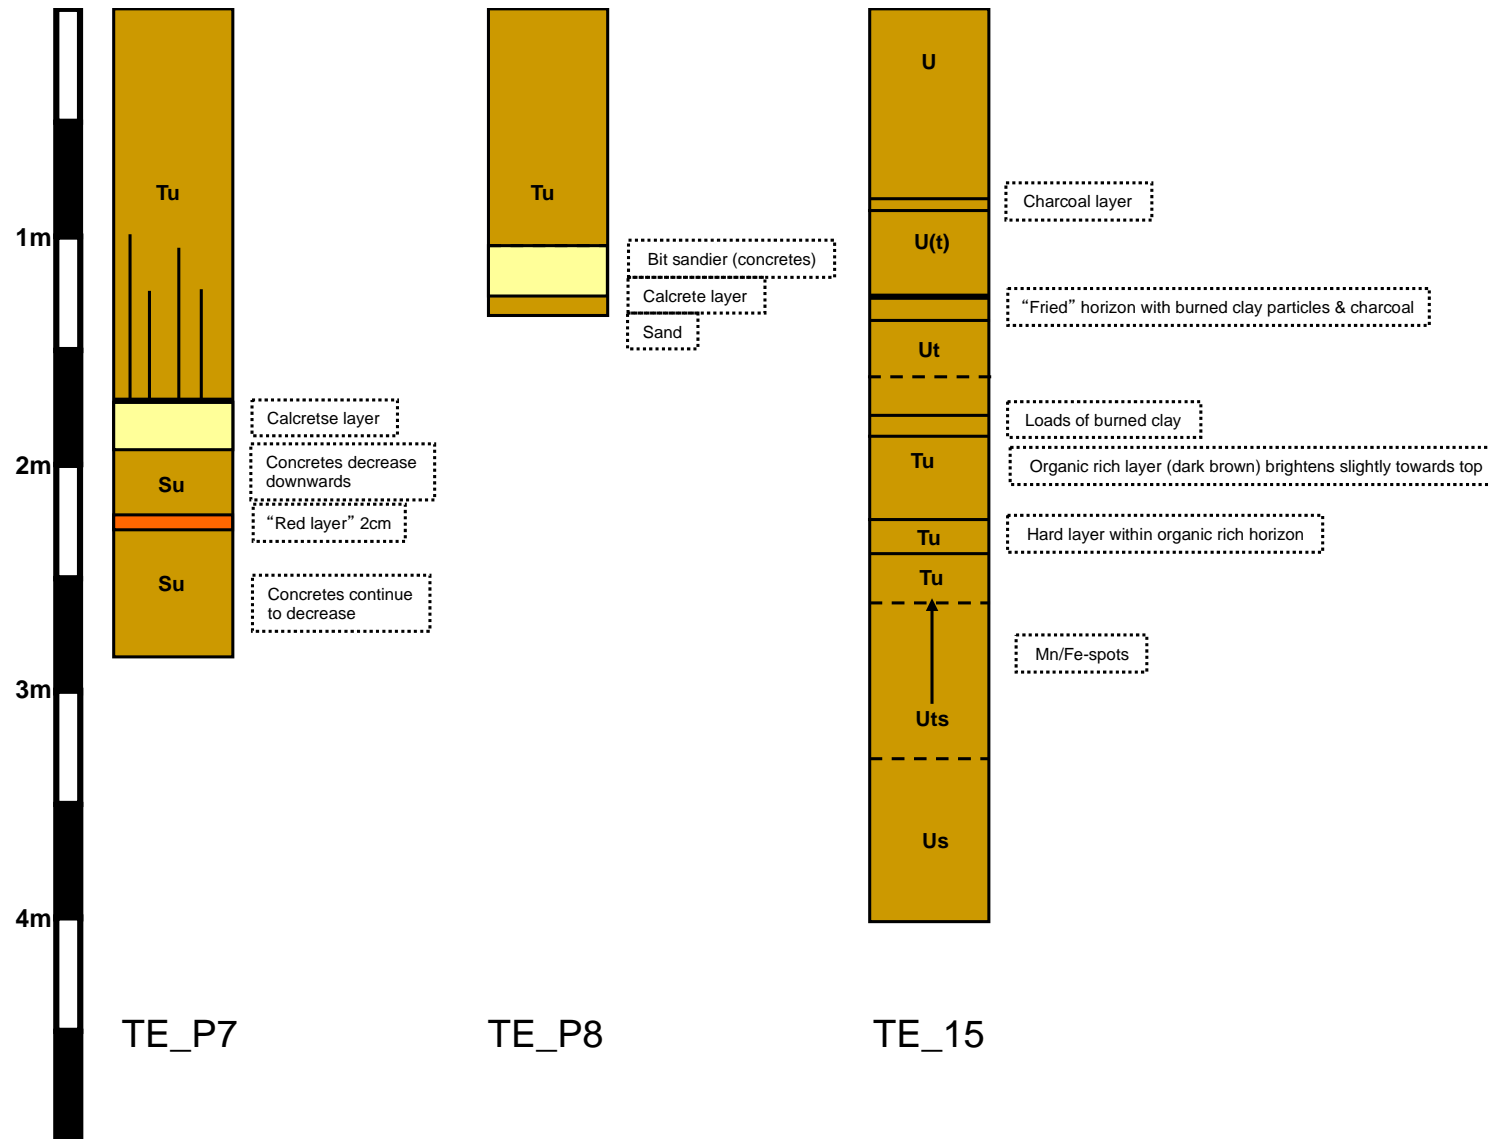 1m
2m
3m
4m
Tu
Calcretse layer
Concretes decrease
downwards
Su
“Red layer” 2cm
Su
Concretes continue
to decrease
TE_P7
Tu
Bit sandier (concretes)
Calcrete layer
Sand
TE_P8
U
Charcoal layer
U(t)
“Fried” horizon with burned clay particles & charcoal
Ut
Loads of burned clay
Tu
Organic rich layer (dark brown) brightens slightly towards top
Tu
Hard layer within organic rich horizon
Tu
Mn/Fe-spots
Uts
Us
TE_15